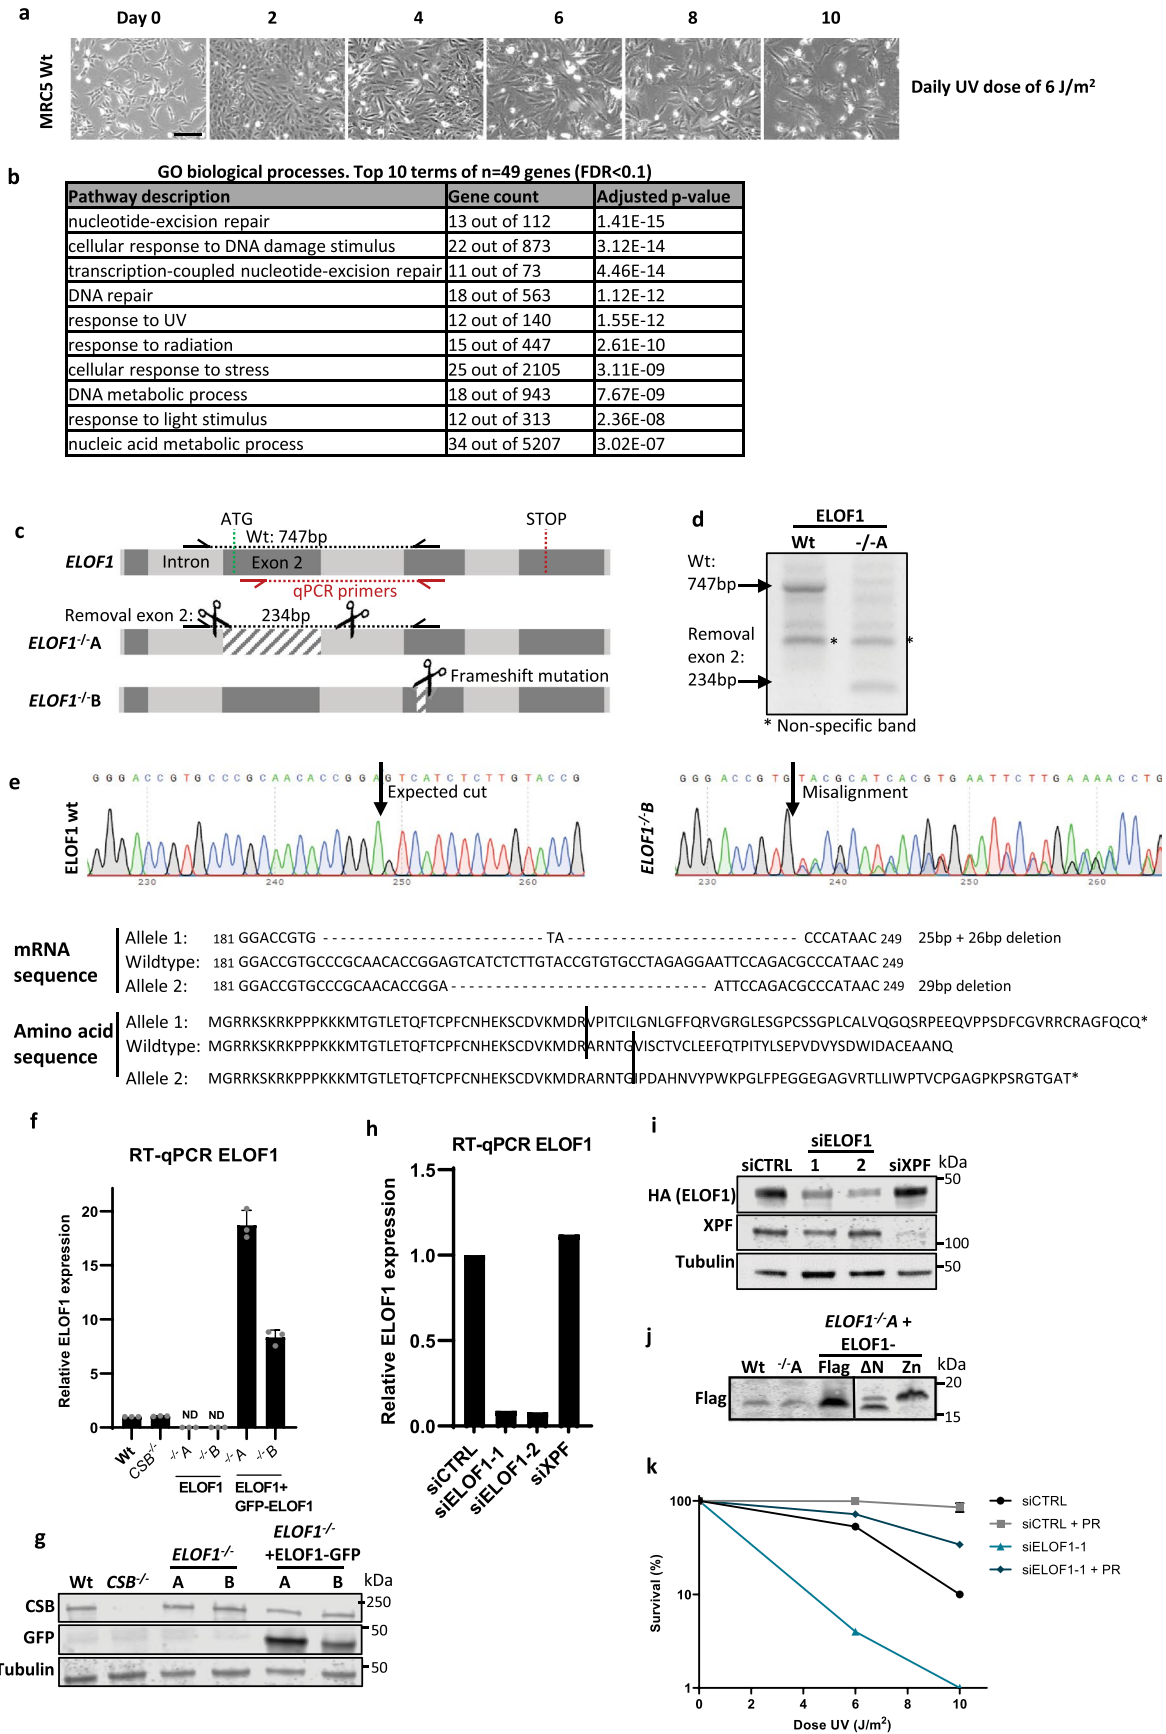 a
Day 0 2 4 6 8 10
MRC5 Wt
Daily UV dose of 6 J/m²
b
GO biological processes. Top 10 terms of n=49 genes (FDR<0.1)
Pathway description Gene count Adjusted p-value
nucleotide-excision repair 13 out of 112 1.41E-15
cellular response to DNA damage stimulus 22 out of 873 3.12E-14
transcription-coupled nucleotide-excision repair 11 out of 73 4.46E-14
DNA repair 18 out of 563 1.12E-12
response to UV 12 out of 140 1.55E-12
response to radiation 15 out of 447 2.61E-10
cellular response to stress 25 out of 2105 3.11E-09
DNA metabolic process 18 out of 943 7.67E-09
response to light stimulus 12 out of 313 2.36E-08
nucleic acid metabolic process 34 out of 5207 3.02E-07
c
ATG STOP
Wt: 747bp
ELOF1 Intron Exon 2
qPCR primers
Removal exon 2: 234bp
ELOF1⁻/⁻A
Frameshift mutation
ELOF1⁻/⁻B
d
ELOF1
Wt -/-A
Wt:
747bp
* *
Removal
exon 2:
234bp
* Non-specific band
e
G G G A C C G T G C C C G C A A C A C C G G A G T C A T C T C T T G T A C C G
Expected cut
ELOF1 wt
230 240 250 260
G G G A C C G T G T A C G C A T C A C G T G A A T T C T T G A A A A C C T G
Misalignment
ELOF1⁻/⁻B
230 240 250 260
mRNA
sequence
Allele 1: 181 GGACCGTG - - - TA - - - CCCATAAC 249 25bp + 26bp deletion
Wildtype: 181 GGACCGTGCCCGCAACACCGGAGTCATCTCTTGTACCGTGTGCCTAGAGGAATTCCAGACGCCCATAAC 249
Allele 2: 181 GGACCGTGCCCGCAACACCGGA - - - ATTCCAGACGCCCATAAC 249 29bp deletion
Amino acid
sequence
Allele 1: MGRRKSKRKPPPKKKMTGTLETQFTCPFCNHEKSCDVKMDRVPITCILGNLGFFQRVGRGLESGPCSSGPLCALVQGQSRPEEQVPPSDFCGVRRCRAGFQCQ*
Wildtype: MGRRKSKRKPPPKKKMTGTLETQFTCPFCNHEKSCDVKMDRARNTGVISCTVCLEEFQTPITYLSEPVDVYSDWIDACEAANQ
Allele 2: MGRRKSKRKPPPKKKMTGTLETQFTCPFCNHEKSCDVKMDRARNTGIPDAHNVYPWKPGLFPEGGEGAGVRTLLIWPTVCPGAGPKPSRGTGAT*
f
RT-qPCR ELOF1
Relative ELOF1 expression
20
15
10
5
0
ND ND
Wt CSB⁻/⁻ -/-A -/-B -/-A -/-B
ELOF1 ELOF1+
GFP-ELOF1
g
ELOF1⁻/⁻
ELOF1⁻/⁻ +ELOF1-GFP
Wt CSB⁻/⁻ A B A B kDa
CSB 250
GFP 50
Tubulin 50
h
RT-qPCR ELOF1
Relative ELOF1 expression
1.5
1.0
0.5
0.0
siCTRL siELOF1-1 siELOF1-2 siXPF
i
siELOF1
siCTRL 1 2 siXPF kDa
50
HA (ELOF1)
XPF
100
Tubulin 50
j
ELOF1⁻/⁻A +
ELOF1-
Wt -/-A Flag ΔN Zn kDa
20
Flag
15
k
Survival (%)
100
10
1
0 2 4 6 8 10
Dose UV (J/m²)
siCTRL
siCTRL + PR
siELOF1-1
siELOF1-1 + PR